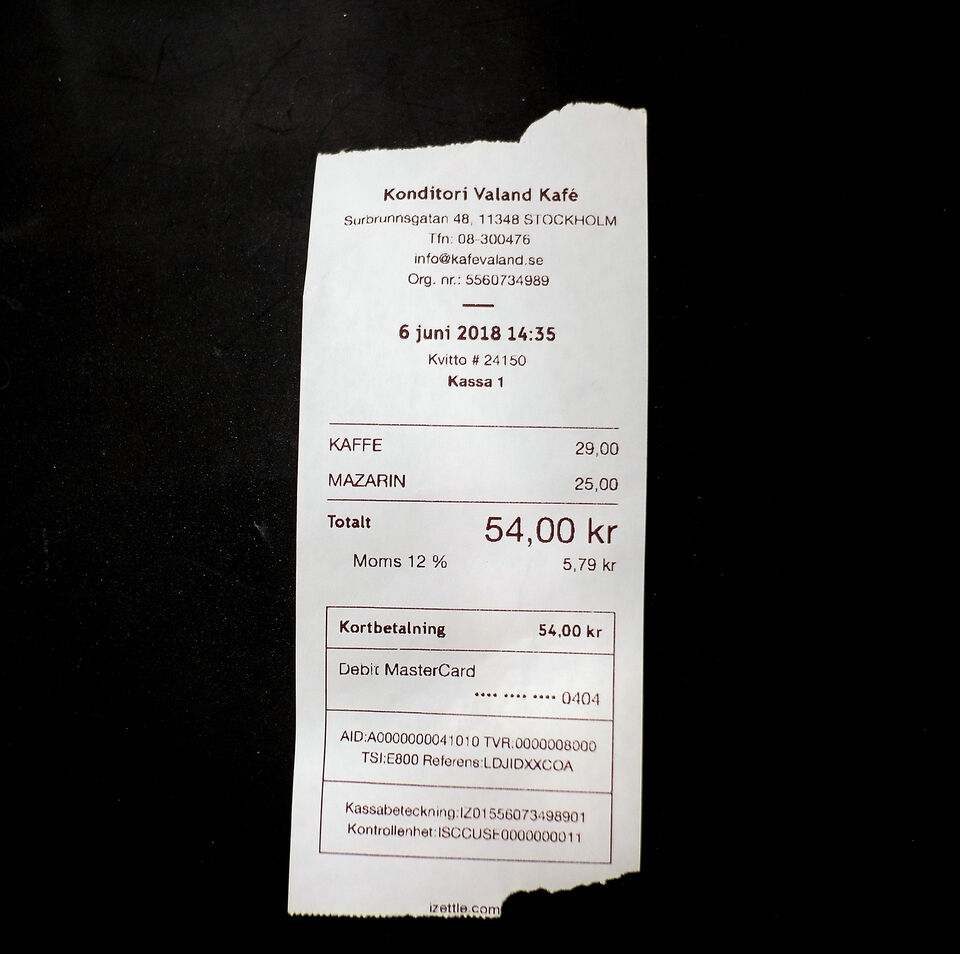 Konditori Valand Kafé
Surbrunnsgatan 48, 11348 STOCKHOLM
Tfn: 08-300476
info@kafevaland.se
Org. nr.: 5560734989
6 juni 2018 14:35
Kvitto # 24150
Kassa 1
KAFFE 29,00
MAZARIN 25,00
Totalt 54,00 kr
Moms 12 % 5,79 kr
Kortbetalning 54,00 kr
Debit MasterCard
•••• •••• •••• 0404
AID:A0000000041010 TVR:0000008000
TSI:E800 Referens:LDJIDXXCOA
Kassabeteckning:IZ01556073498901
Kontrollenhet:ISCCUSE0000000011
izettle.com